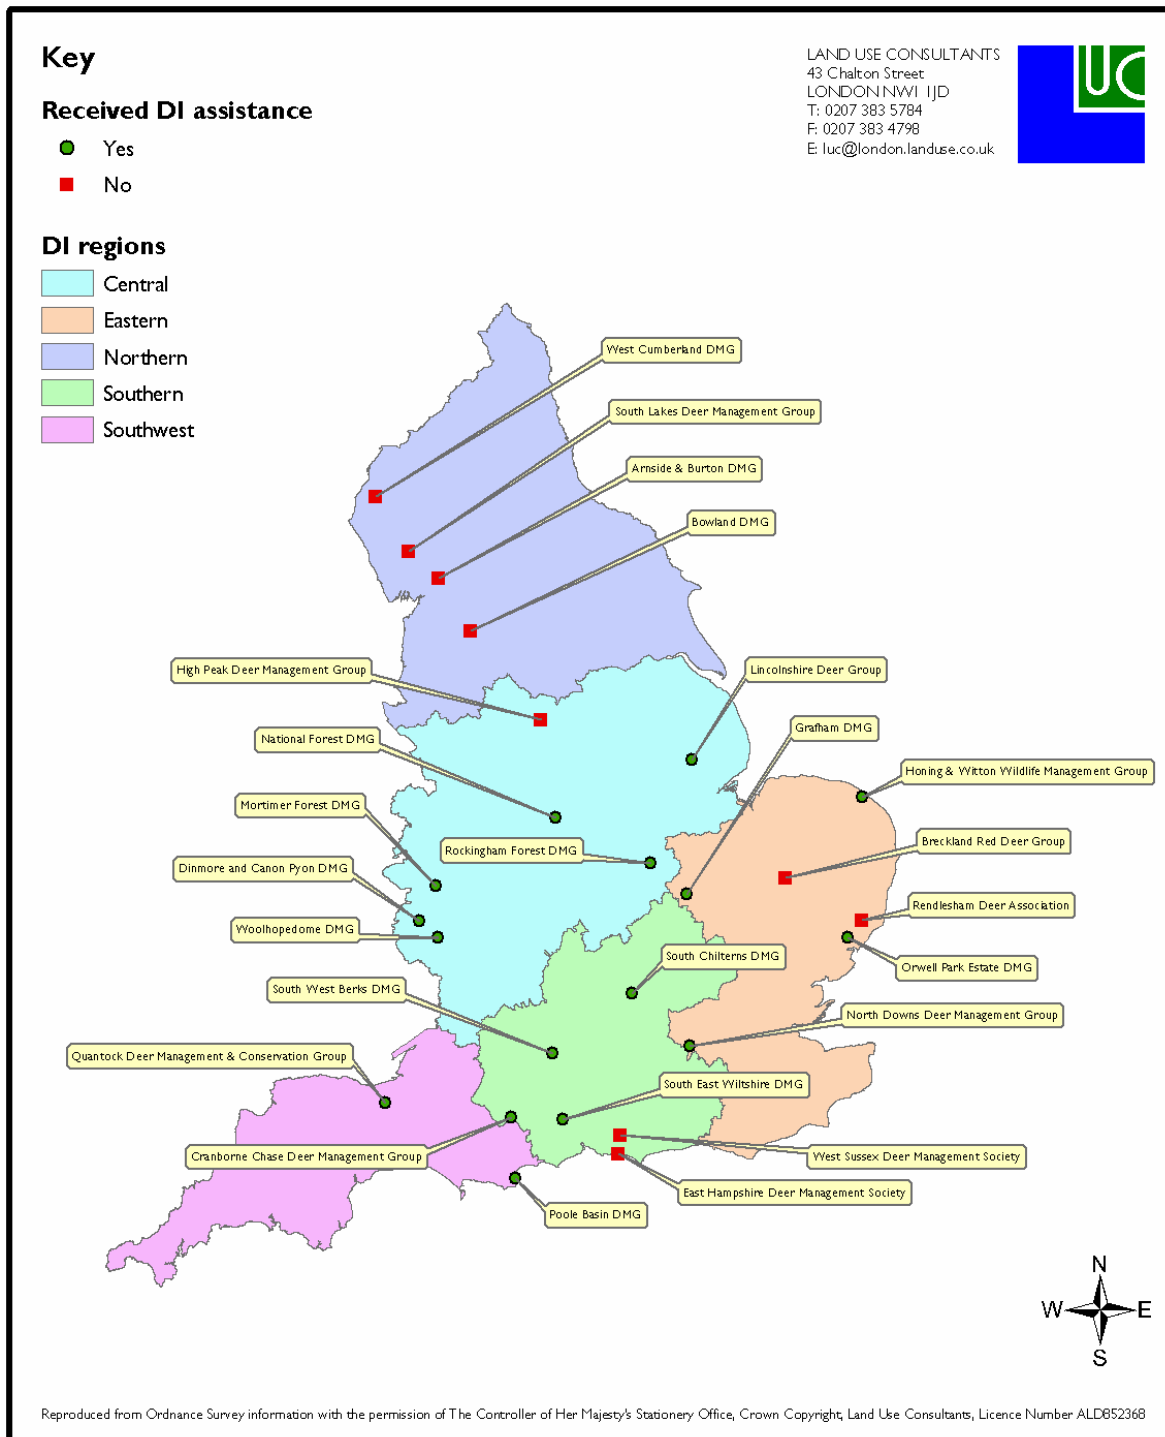 Key
Received DI assistance
Yes
No
DI regions
Central
Eastern
Northern
Southern
Southwest
LAND USE CONSULTANTS
43 Chalton Street
LONDON NW1 1JD
T: 0207 383 5784
F: 0207 383 4798
E: luc@london.landuse.co.uk
LUC
West Cumberland DMG
South Lakes Deer Management Group
Arnside & Burton DMG
Bowland DMG
High Peak Deer Management Group
Lincolnshire Deer Group
Grafham DMG
National Forest DMG
Honing & Witton Wildlife Management Group
Mortimer Forest DMG
Rockingham Forest DMG
Breckland Red Deer Group
Dinmore and Canon Pyon DMG
Rendlesham Deer Association
Woolhopedome DMG
South Chilterns DMG
Orwell Park Estate DMG
South West Berks DMG
North Downs Deer Management Group
Quantock Deer Management & Conservation Group
South East Wiltshire DMG
Cranborne Chase Deer Management Group
West Sussex Deer Management Society
East Hampshire Deer Management Society
Poole Basin DMG
N
W E
S
Reproduced from Ordnance Survey information with the permission of The Controller of Her Majesty's Stationery Office, Crown Copyright, Land Use Consultants, Licence Number ALD852368